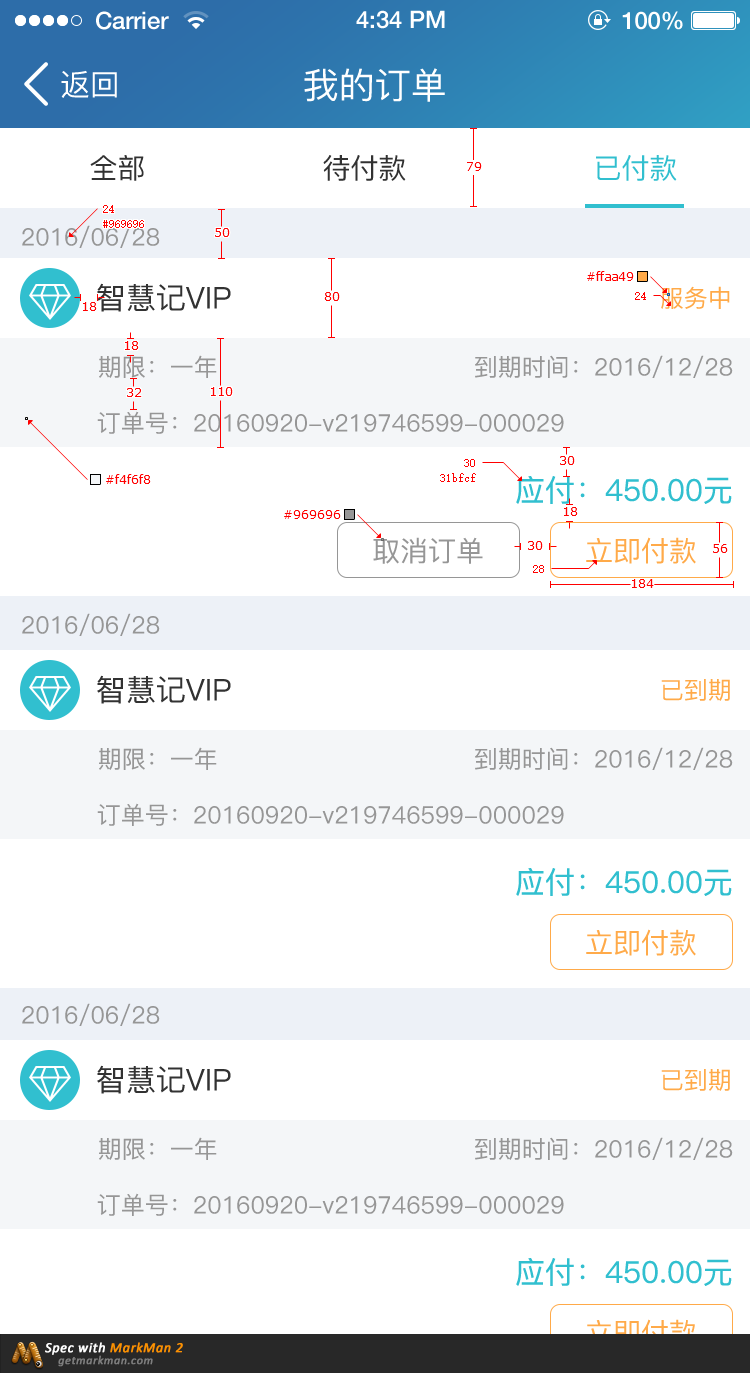 Carrier 4:34 PM 100%
返回 我的订单
全部 待付款 79 已付款
24
#969696
2016/06/28 50
18 智慧记VIP 80 #ffaa49
24 服务中
18
期限：一年 到期时间：2016/12/28
32 110
订单号：20160920-v219746599-000029
#f4f6f8 30 30
31bfcf
应付：450.00元
18
#969696
取消订单 30 立即付款 56
28
184
2016/06/28
智慧记VIP 已到期
期限：一年 到期时间：2016/12/28
订单号：20160920-v219746599-000029
应付：450.00元
立即付款
2016/06/28
智慧记VIP 已到期
期限：一年 到期时间：2016/12/28
订单号：20160920-v219746599-000029
应付：450.00元
立即付款
Spec with MarkMan 2
getmarkman.com